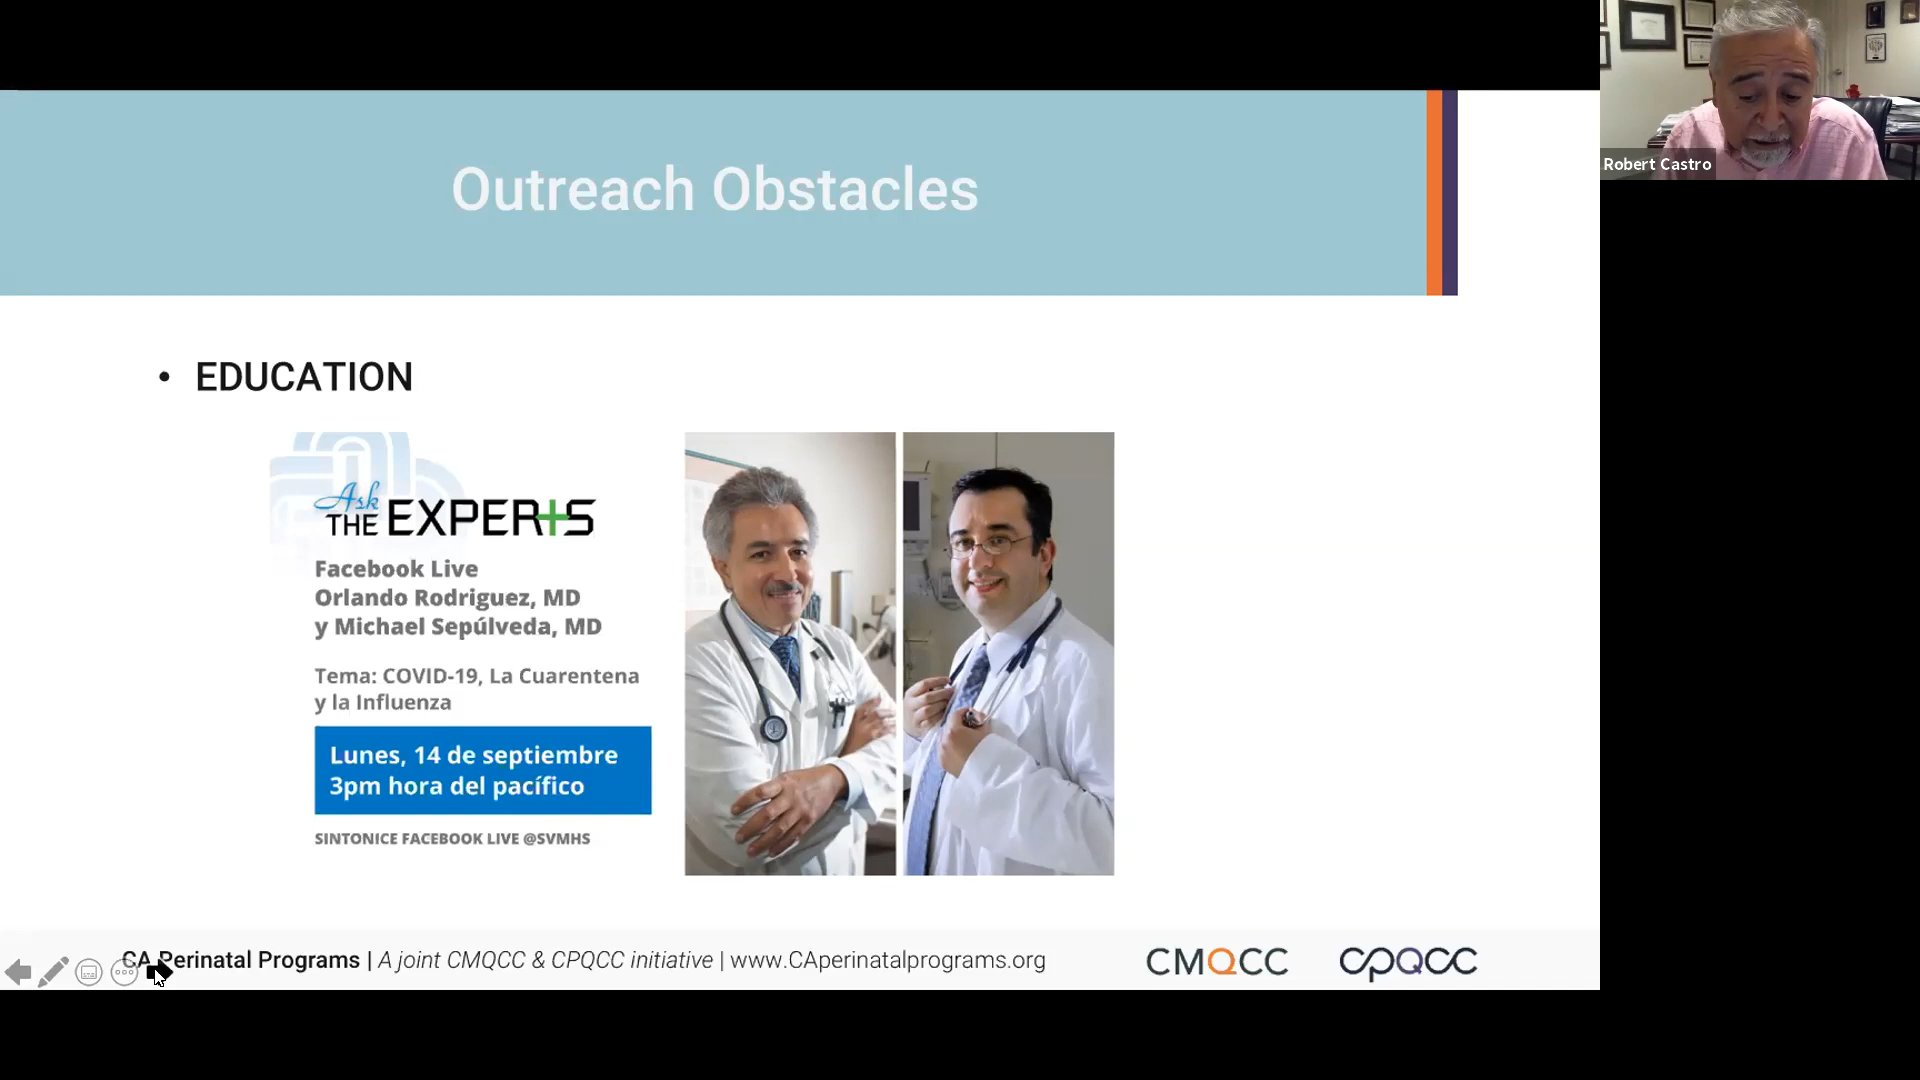 Outreach Obstacles
• EDUCATION
Ask
THE EXPERTS
Facebook Live
Orlando Rodriguez, MD
y Michael Sepúlveda, MD
Tema: COVID-19, La Cuarentena
y la Influenza
Lunes, 14 de septiembre
3pm hora del pacífico
SINTONICE FACEBOOK LIVE @SVMHS
CA Perinatal Programs | A joint CMQCC & CPQCC initiative | www.CAperinatalprograms.org
CMQCC
CPQCC
Robert Castro